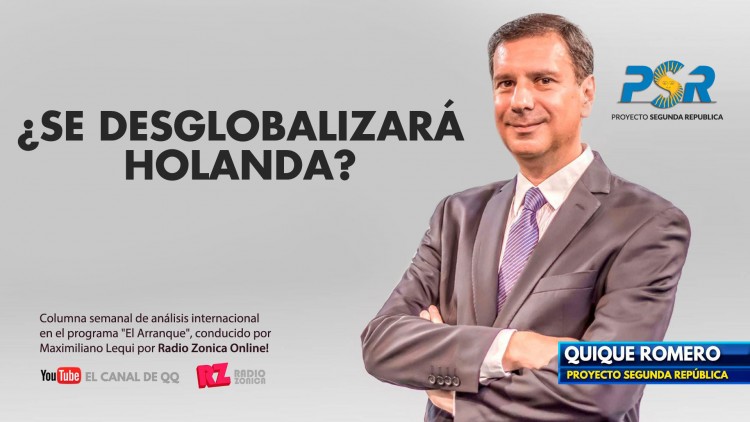 ¿SE DESGLOBALIZARÁ
HOLANDA?
PSR
PROYECTO SEGUNDA REPUBLICA
Columna semanal de análisis internacional
en el programa "El Arranque", conducido por
Maximiliano Lequi por Radio Zonica Online!
YouTube EL CANAL DE QQ
RZ RADIO
ZONICA
QUIQUE ROMERO
PROYECTO SEGUNDA REPÚBLICA